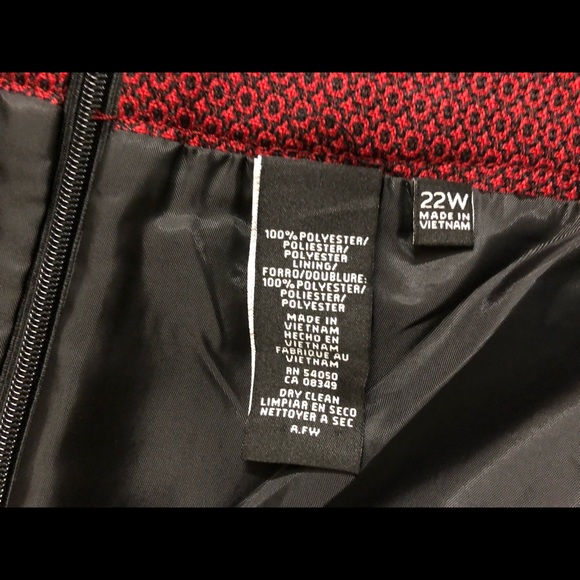 100% POLYESTER/
POLIESTER/
POLYESTER
LINING/
FORRO/DOUBLURE:
100% POLYESTER/
POLIESTER/
POLYESTER
MADE IN
VIETNAM
HECHO EN
VIETNAM
FABRIQUE AU
VIETNAM
RN 54050
CA 08349
DRY CLEAN
LIMPIAR EN SECO
NETTOYER A SEC
A.FW
22W
MADE IN
VIETNAM